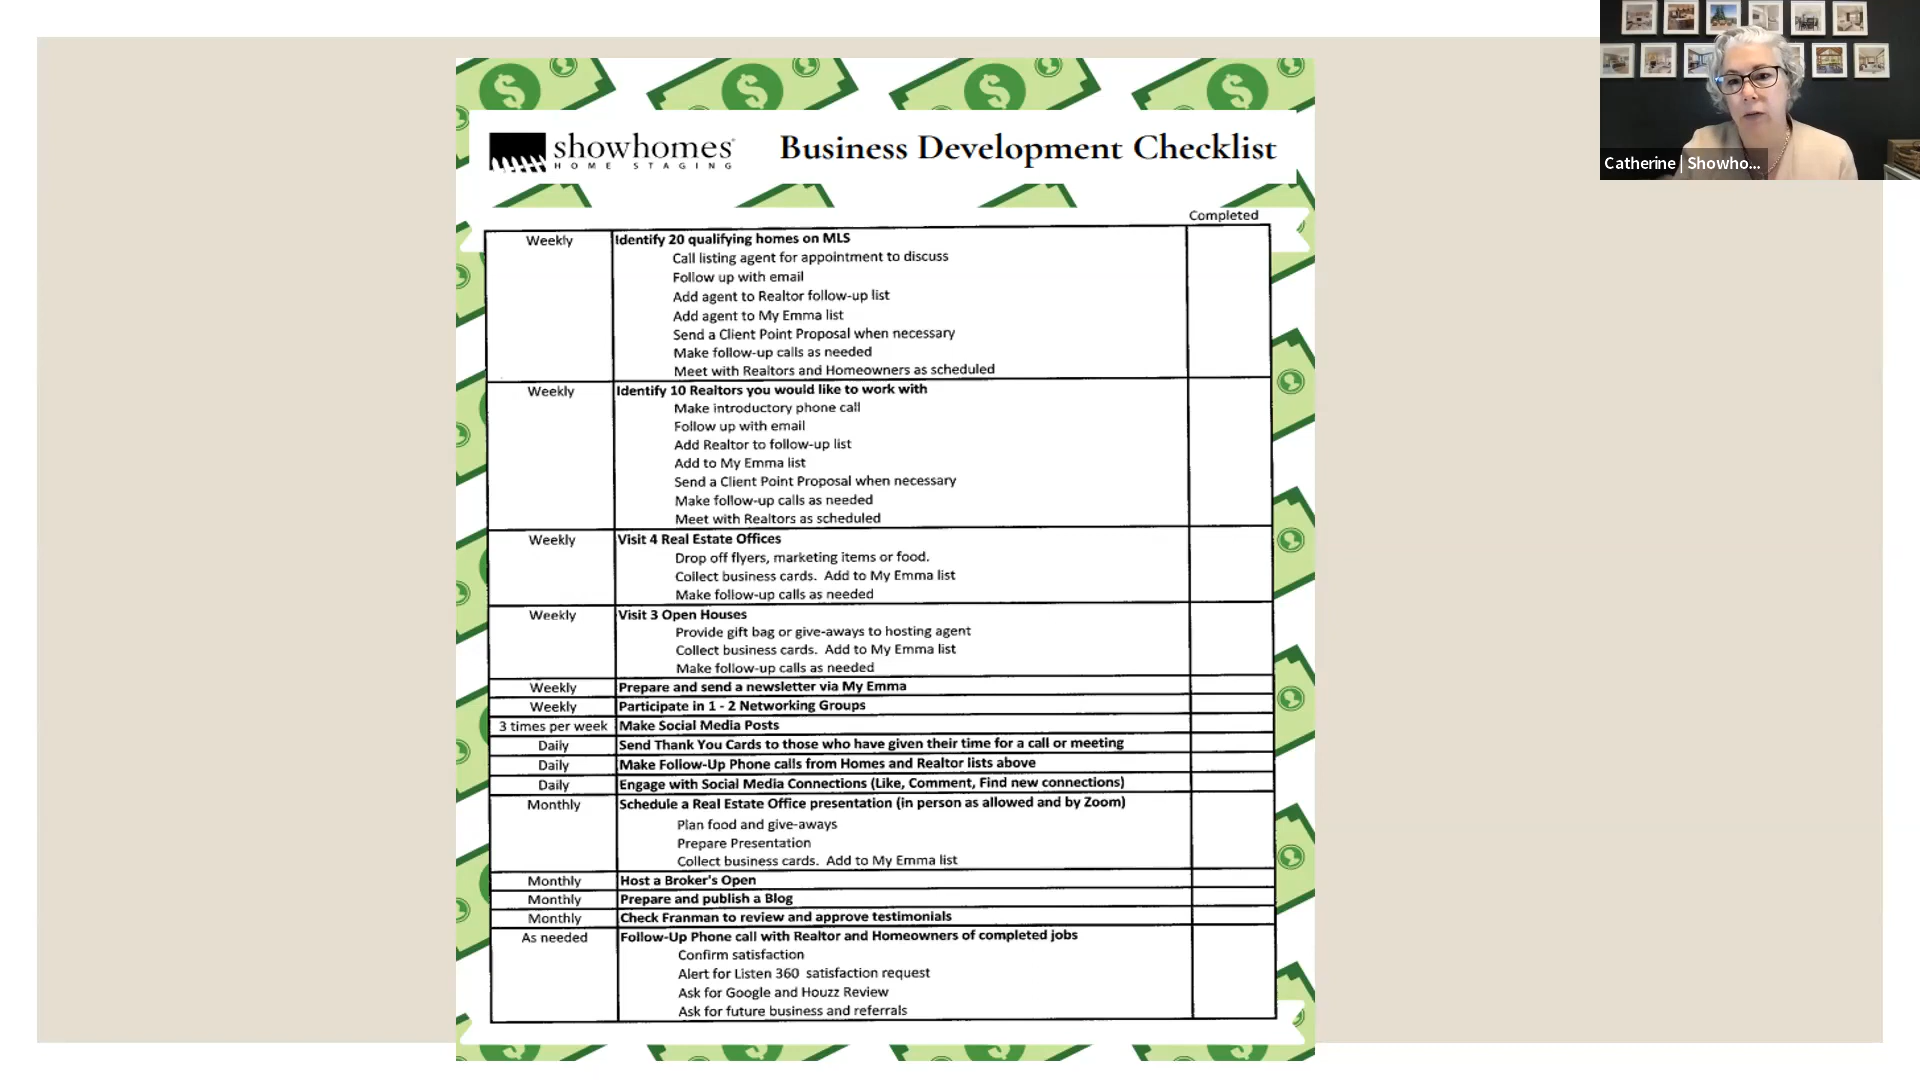 showhomes
HOME STAGING
Business Development Checklist
Catherine | Showho...
Completed
Weekly Identify 20 qualifying homes on MLS
Call listing agent for appointment to discuss
Follow up with email
Add agent to Realtor follow-up list
Add agent to My Emma list
Send a Client Point Proposal when necessary
Make follow-up calls as needed
Meet with Realtors and Homeowners as scheduled
Weekly Identify 10 Realtors you would like to work with
Make introductory phone call
Follow up with email
Add Realtor to follow-up list
Add to My Emma list
Send a Client Point Proposal when necessary
Make follow-up calls as needed
Meet with Realtors as scheduled
Weekly Visit 4 Real Estate Offices
Drop off flyers, marketing items or food.
Collect business cards. Add to My Emma list
Make follow-up calls as needed
Weekly Visit 3 Open Houses
Provide gift bag or give-aways to hosting agent
Collect business cards. Add to My Emma list
Make follow-up calls as needed
Weekly Prepare and send a newsletter via My Emma
Weekly Participate in 1 - 2 Networking Groups
3 times per week Make Social Media Posts
Daily Send Thank You Cards to those who have given their time for a call or meeting
Daily Make Follow-Up Phone calls from Homes and Realtor lists above
Daily Engage with Social Media Connections (Like, Comment, Find new connections)
Monthly Schedule a Real Estate Office presentation (in person as allowed and by Zoom)
Plan food and give-aways
Prepare Presentation
Collect business cards. Add to My Emma list
Monthly Host a Broker's Open
Monthly Prepare and publish a Blog
Monthly Check Franman to review and approve testimonials
As needed Follow-Up Phone call with Realtor and Homeowners of completed jobs
Confirm satisfaction
Alert for Listen 360 satisfaction request
Ask for Google and Houzz Review
Ask for future business and referrals